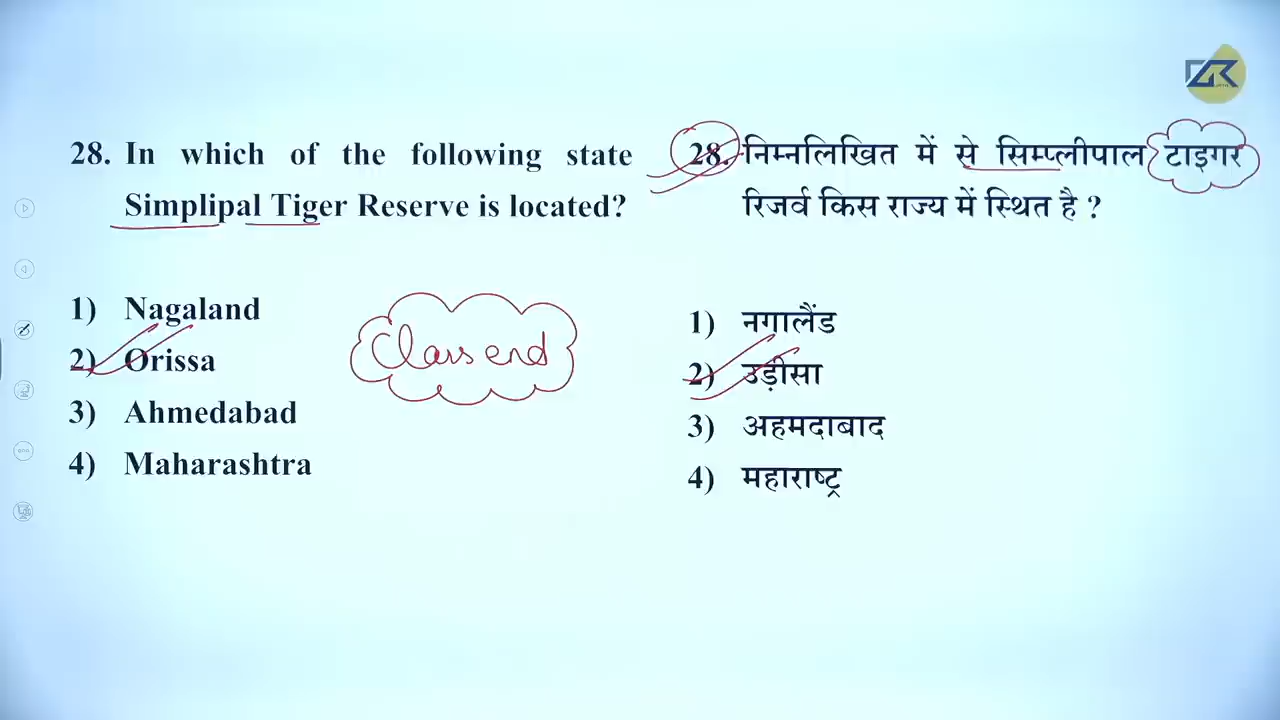 28. In which of the following state
Simplipal Tiger Reserve is located?
1) Nagaland
2) Orissa
3) Ahmedabad
4) Maharashtra
Class end
28. निम्नलिखित में से सिम्प्लीपाल टाइगर
रिजर्व किस राज्य में स्थित है ?
1) नगालैंड
2) उड़ीसा
3) अहमदाबाद
4) महाराष्ट्र